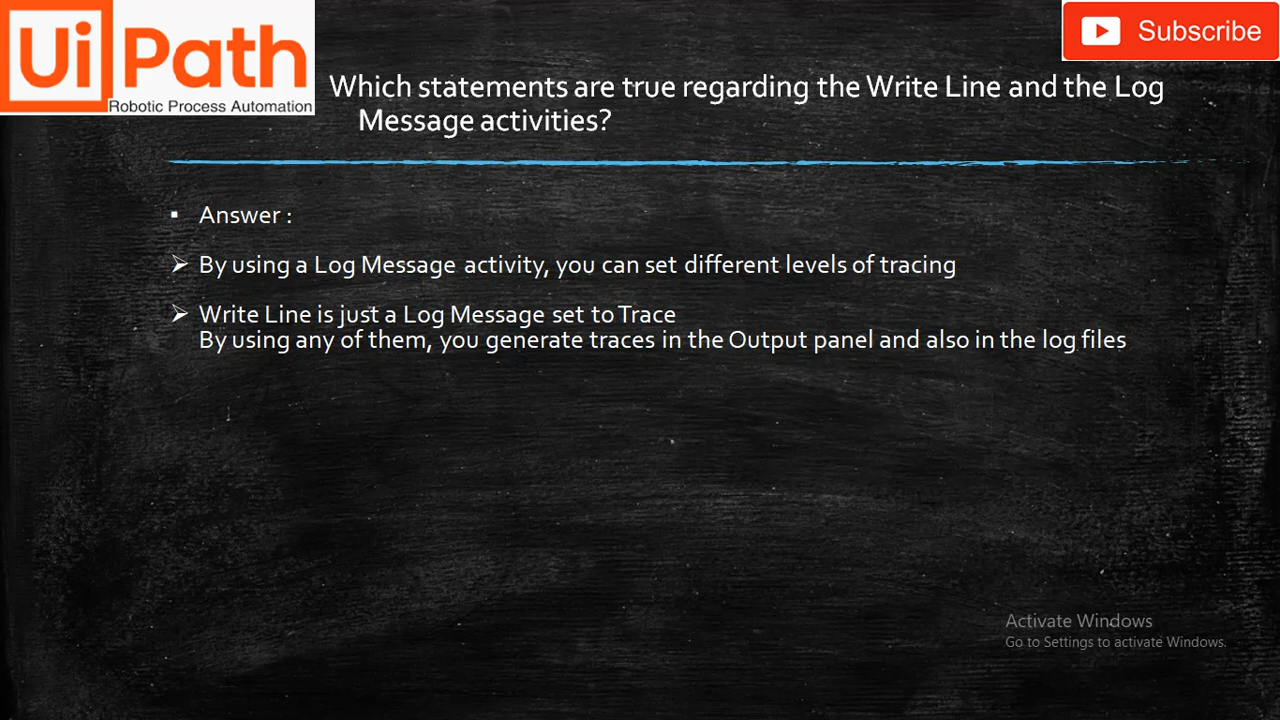 UiPath
Robotic Process Automation
Subscribe
Which statements are true regarding the Write Line and the Log
Message activities?
▪ Answer :
➢ By using a Log Message activity, you can set different levels of tracing
➢ Write Line is just a Log Message set to Trace
By using any of them, you generate traces in the Output panel and also in the log files
Activate Windows
Go to Settings to activate Windows.